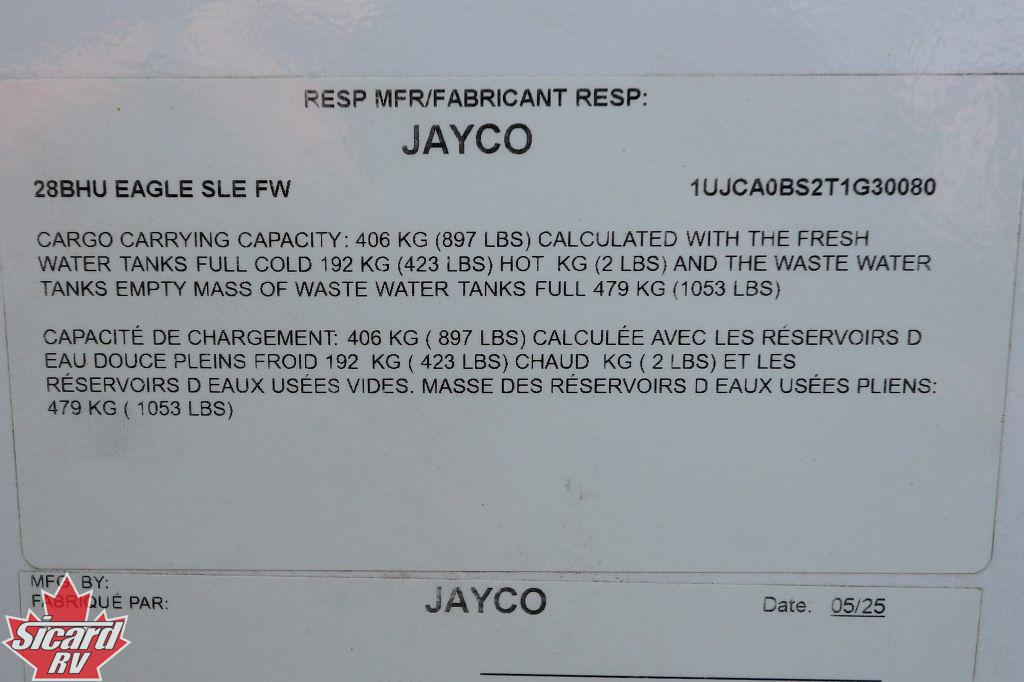 RESP MFR/FABRICANT RESP:
JAYCO
28BHU EAGLE SLE FW 1UJCA0BS2T1G30080
CARGO CARRYING CAPACITY: 406 KG (897 LBS) CALCULATED WITH THE FRESH
WATER TANKS FULL COLD 192 KG (423 LBS) HOT KG (2 LBS) AND THE WASTE WATER
TANKS EMPTY MASS OF WASTE WATER TANKS FULL 479 KG (1053 LBS)
CAPACITÉ DE CHARGEMENT: 406 KG ( 897 LBS) CALCULÉE AVEC LES RÉSERVOIRS D
EAU DOUCE PLEINS FROID 192 KG ( 423 LBS) CHAUD KG ( 2 LBS) ET LES
RÉSERVOIRS D EAUX USÉES VIDES. MASSE DES RÉSERVOIRS D EAUX USÉES PLIENS:
479 KG ( 1053 LBS)
MFG BY:
FABRIQUÉ PAR: JAYCO Date: 05/25
Sicard
RV